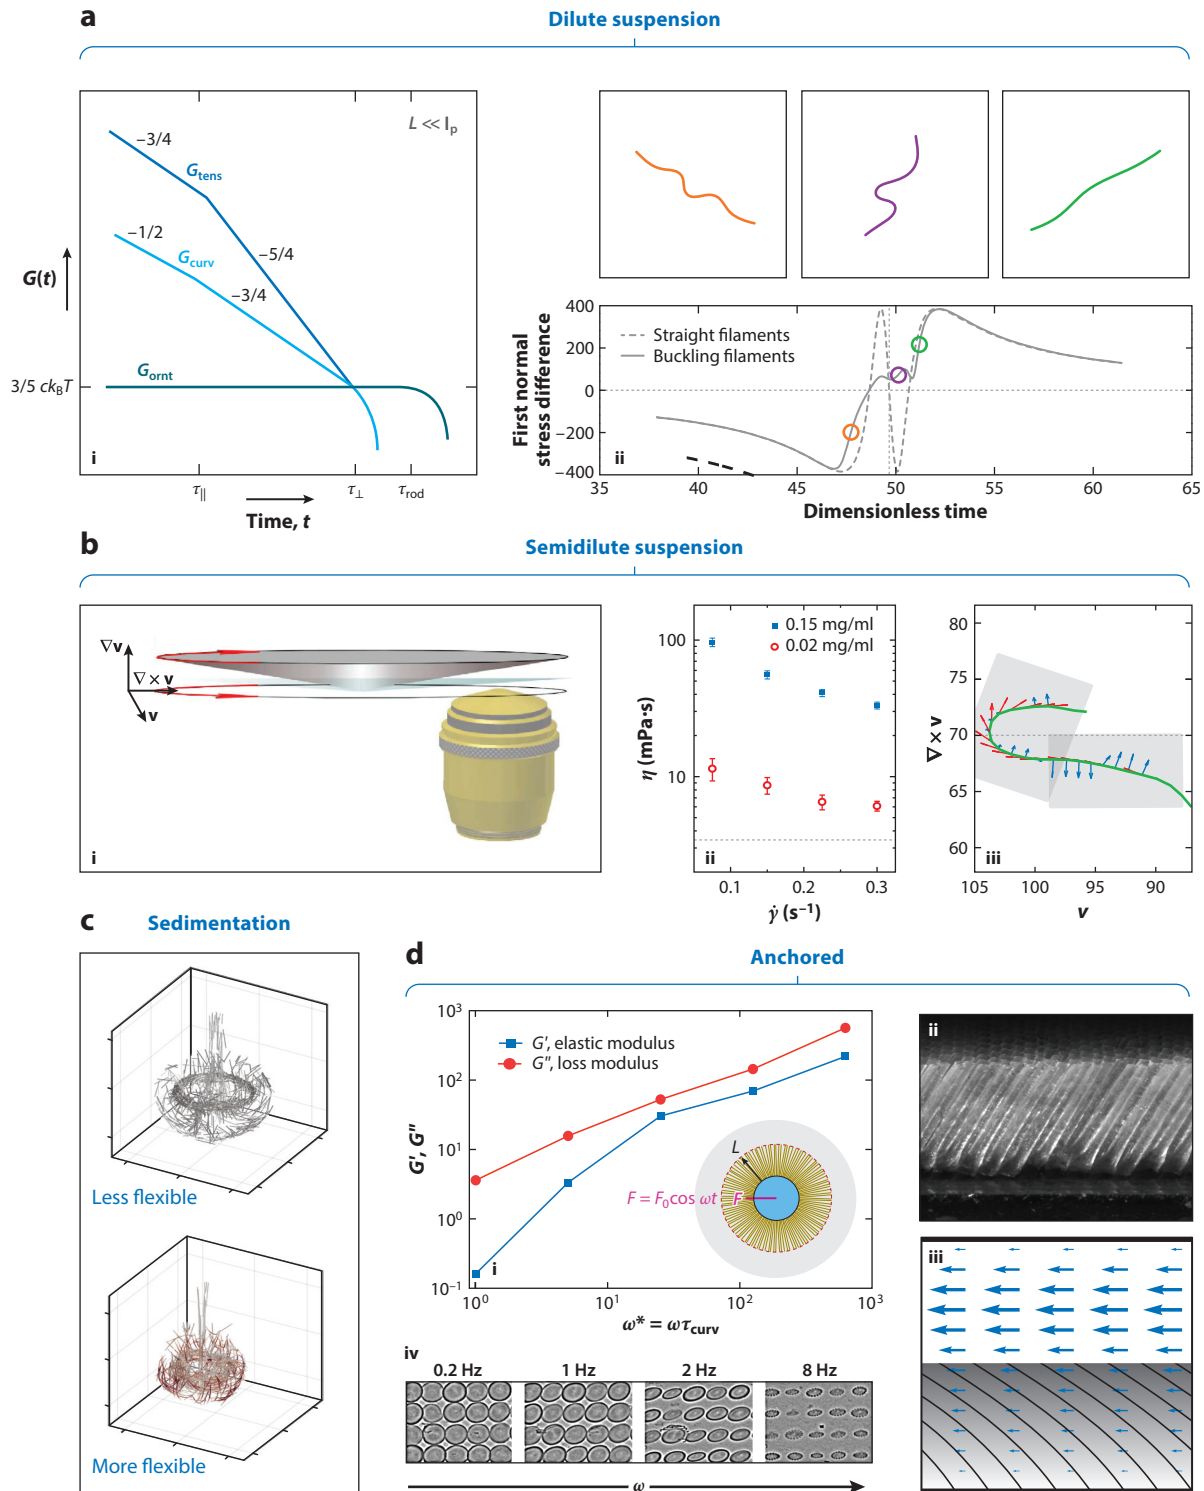 a
Dilute suspension
L << lp
−3/4
Gtens
−1/2
Gcurv
−5/4
−3/4
G(t)
Gornt
3/5 ckBT
i
τ||
τ⊥
τrod
Time, t
First normal
stress difference
400
200
0
−200
−400
Straight filaments
Buckling filaments
ii
35 40 45 50 55 60 65
Dimensionless time
b
Semidilute suspension
∇v
∇ × v
v
i
η (mPa·s)
100
10
0.15 mg/ml
0.02 mg/ml
ii
0.1 0.2 0.3
γ̇ (s−1)
∇ × v
80
75
70
65
60
iii
105 100 95 90
v
c
Sedimentation
Less flexible
More flexible
d
Anchored
G′, G″
10³
10²
10¹
10⁰
10⁻¹
G′, elastic modulus
G″, loss modulus
L
F = F0cos ωt
F
i
10⁰ 10¹ 10² 10³
ω* = ωτcurv
ii
iii
iv
0.2 Hz 1 Hz 2 Hz 8 Hz
ω